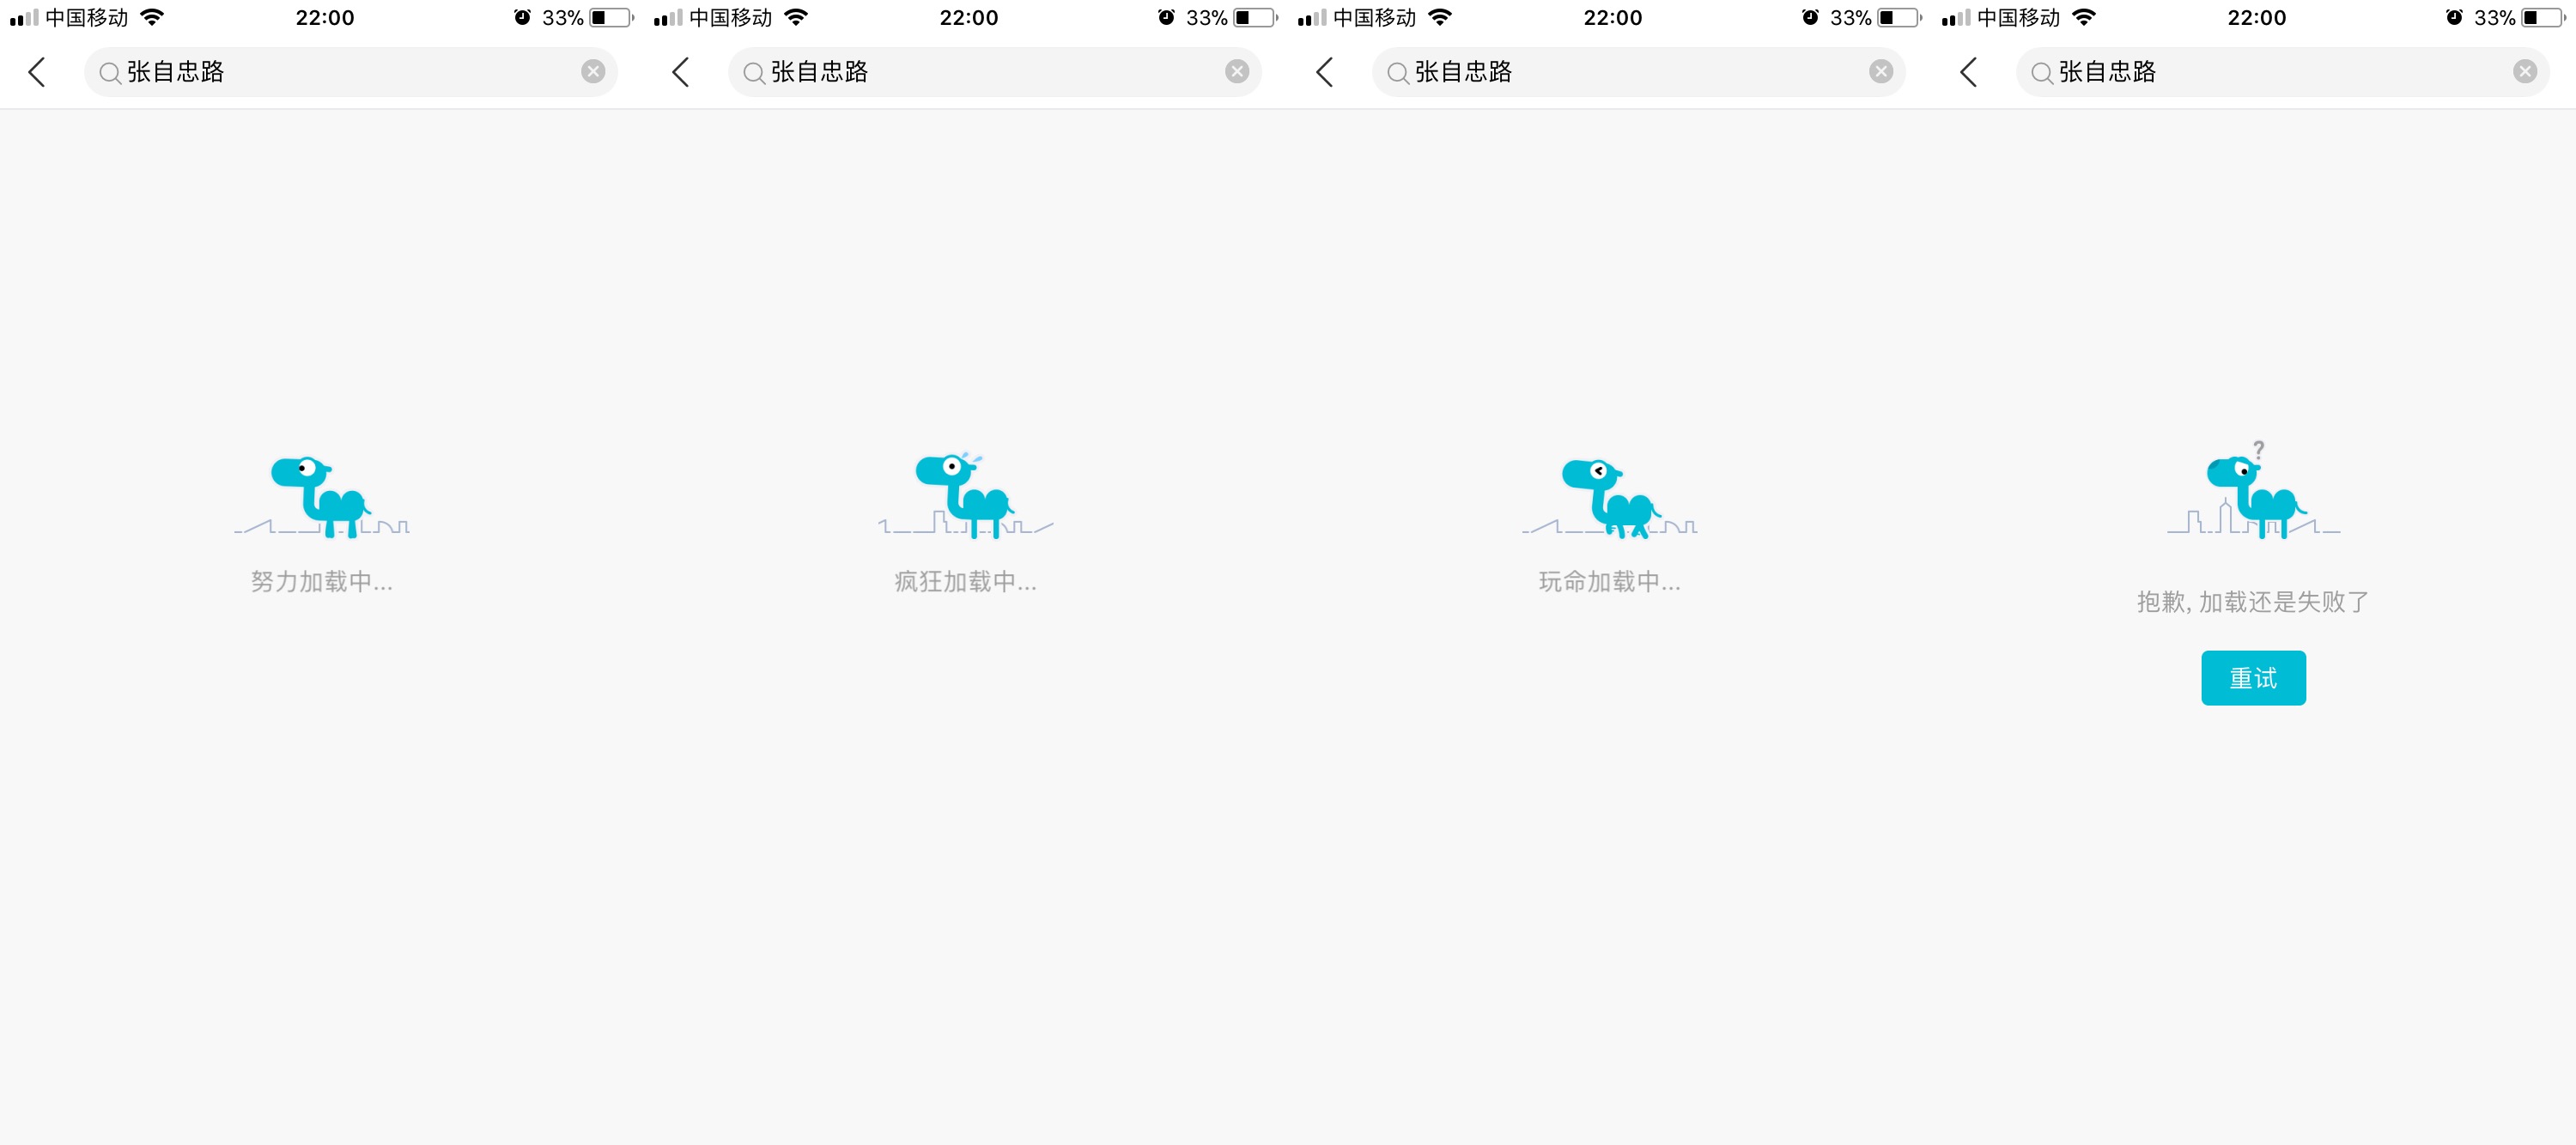 中国移动 22:00 33%
张自忠路
努力加载中...
中国移动 22:00 33%
张自忠路
疯狂加载中...
中国移动 22:00 33%
张自忠路
玩命加载中...
中国移动 22:00 33%
张自忠路
?
抱歉, 加载还是失败了
重试